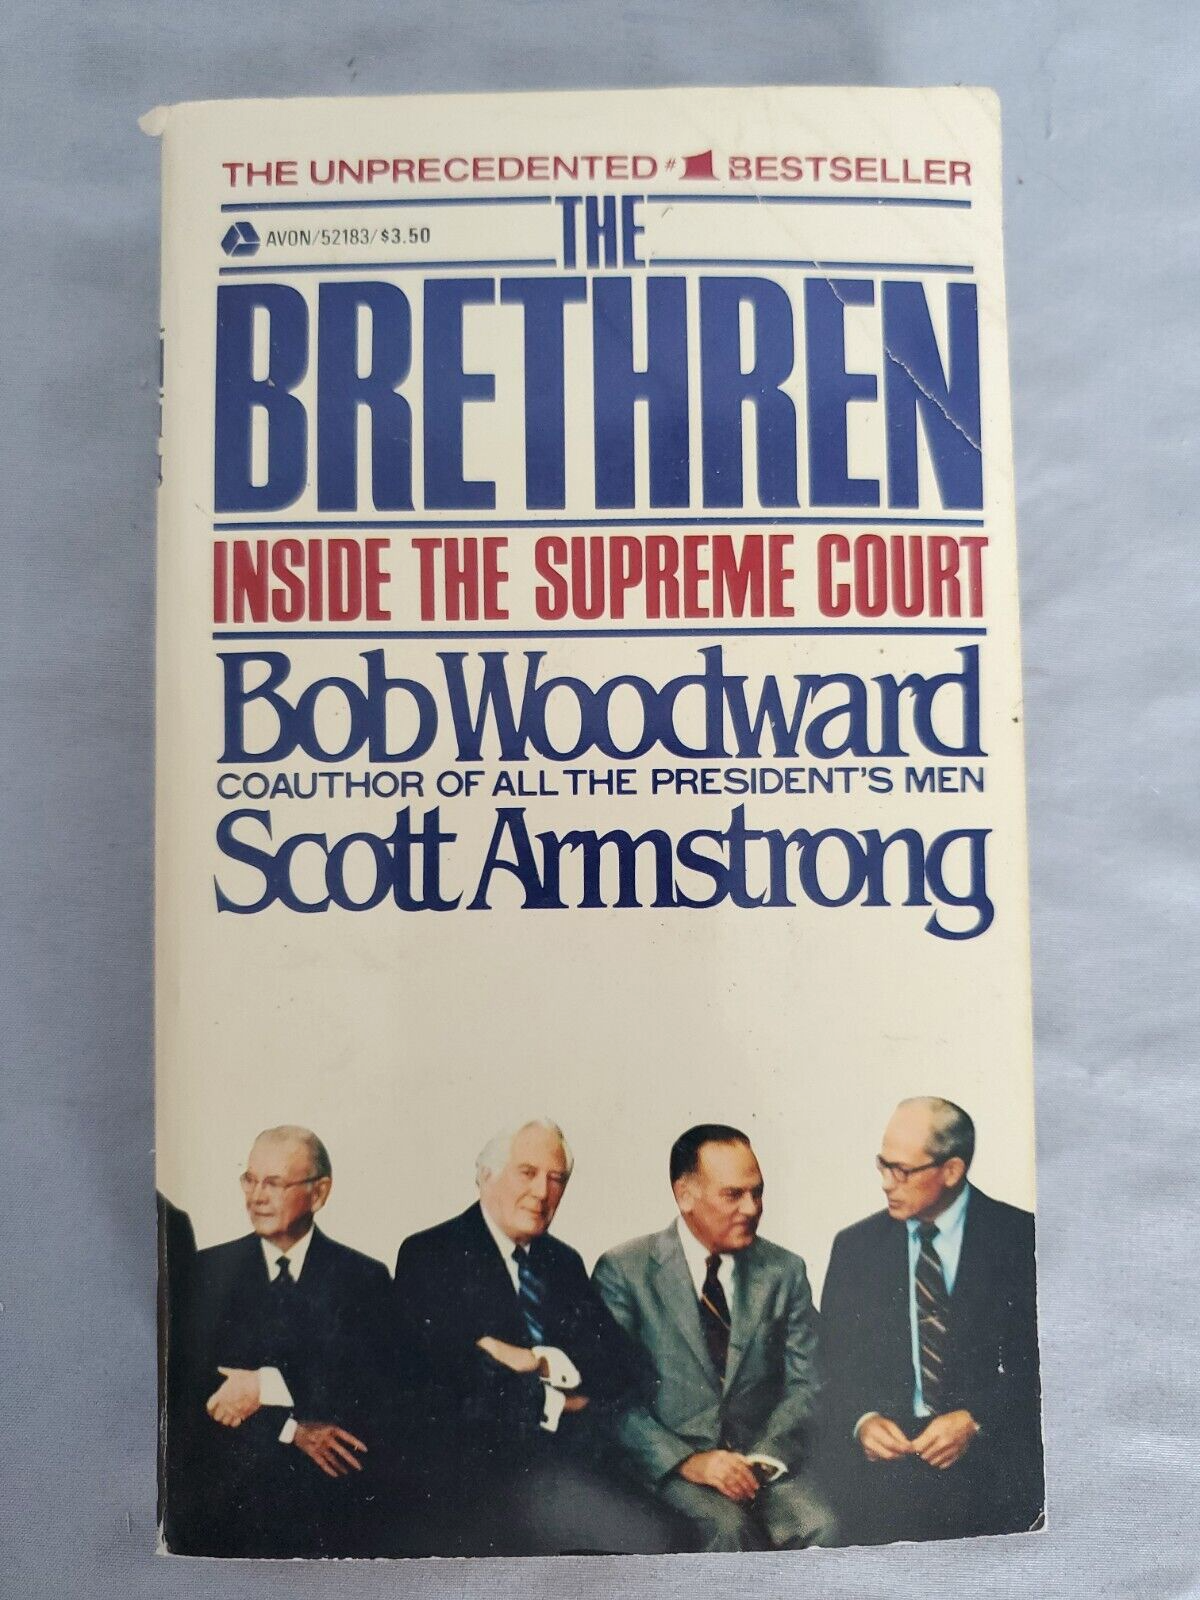 THE UNPRECEDENTED #1 BESTSELLER
AVON/52183/$3.50
THE
BRETHREN
INSIDE THE SUPREME COURT
Bob Woodward
COAUTHOR OF ALL THE PRESIDENT'S MEN
Scott Armstrong